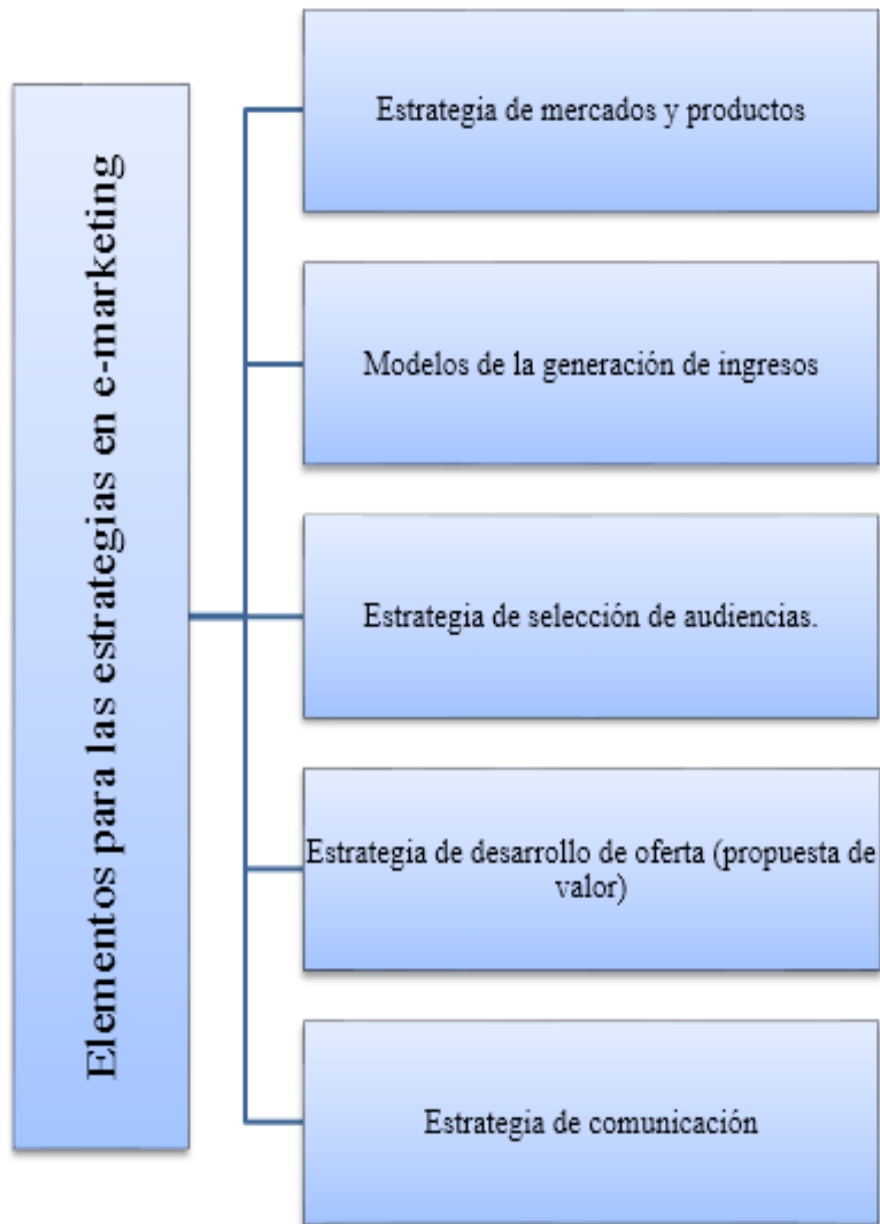 Elementos para las estrategias en e-marketing
Estrategia de mercados y productos
Modelos de la generación de ingresos
Estrategia de selección de audiencias.
Estrategia de desarrollo de oferta (propuesta de
valor)
Estrategia de comunicación